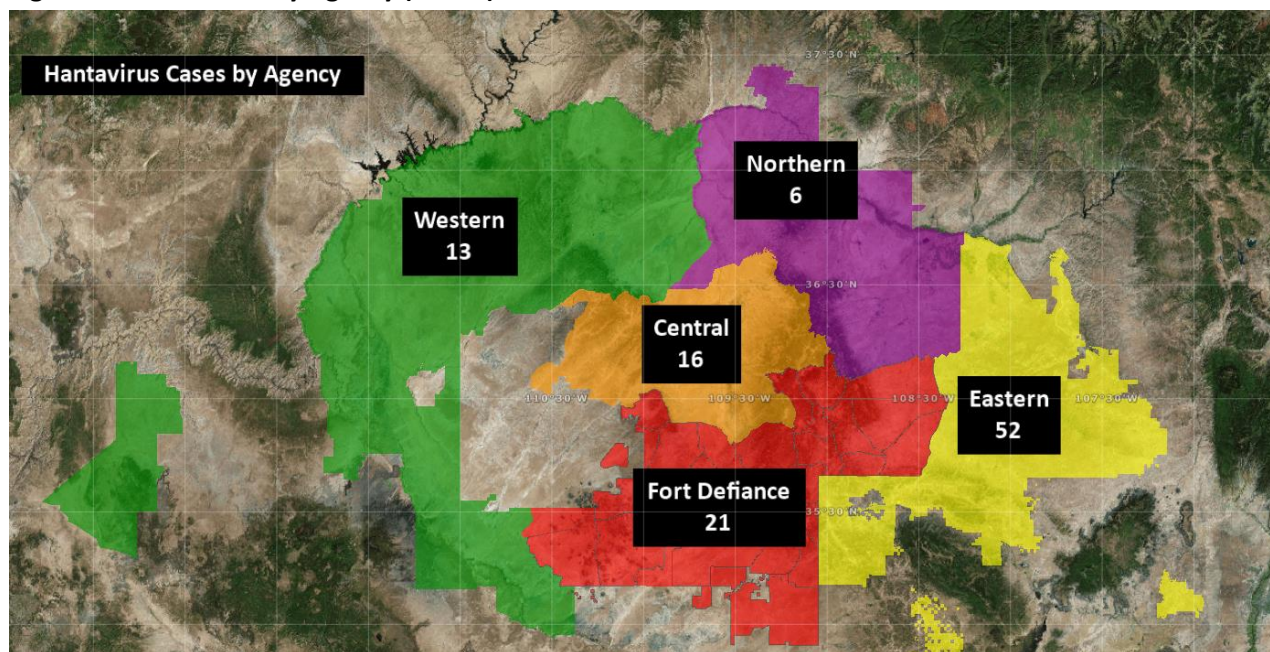 Hantavirus Cases by Agency
37°30'N
Northern
6
Western
13
36°30'N
Central
16
110°30'W
109°30'W
108°30'W
107°30'W
Eastern
52
Fort Defiance
21
35°30'N